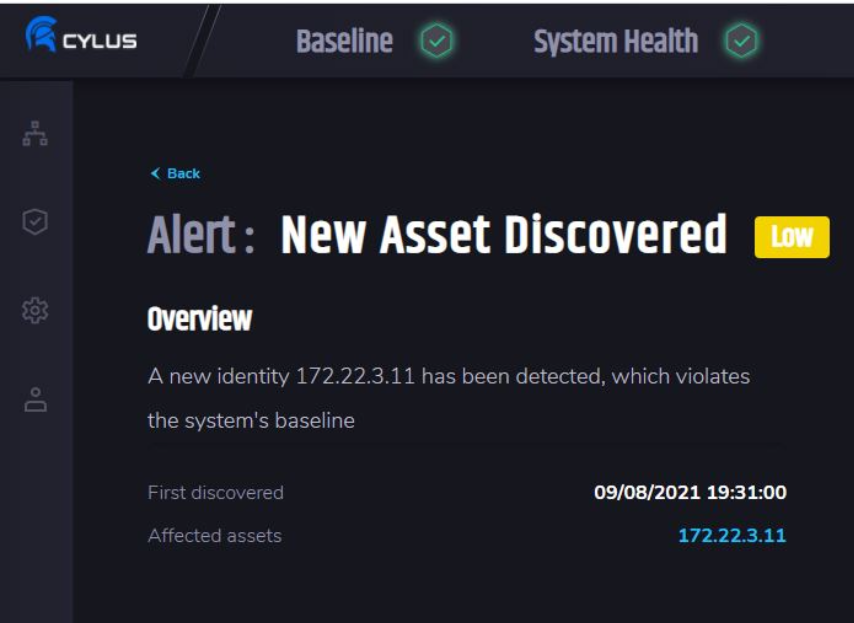 CYLUS
Baseline
System Health
Back
Alert: New Asset Discovered Low
Overview
A new identity 172.22.3.11 has been detected, which violates
the system's baseline
First discovered 09/08/2021 19:31:00
Affected assets 172.22.3.11